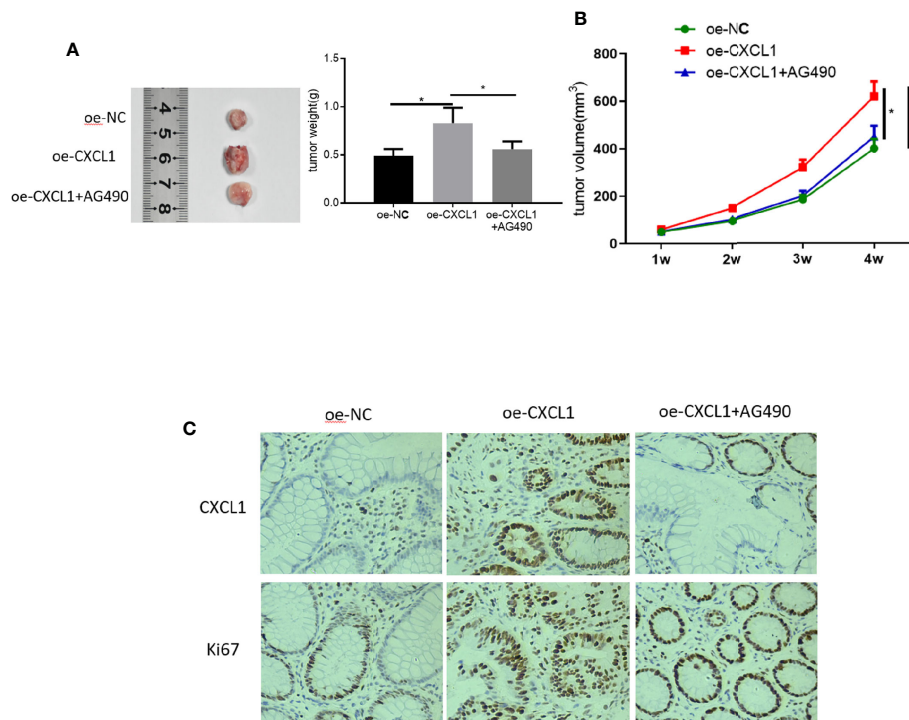 A
oe-NC
oe-CXCL1
oe-CXCL1+AG490
4
5
6
7
8
tumor weight(g)
1.5
1.0
0.5
0.0
*
*
oe-NC
oe-CXCL1
oe-CXCL1
+AG490
B
oe-NC
oe-CXCL1
oe-CXCL1+AG490
tumor volume(mm3)
800
600
400
200
0
*
1w
2w
3w
4w
C
oe-NC
oe-CXCL1
oe-CXCL1+AG490
CXCL1
Ki67